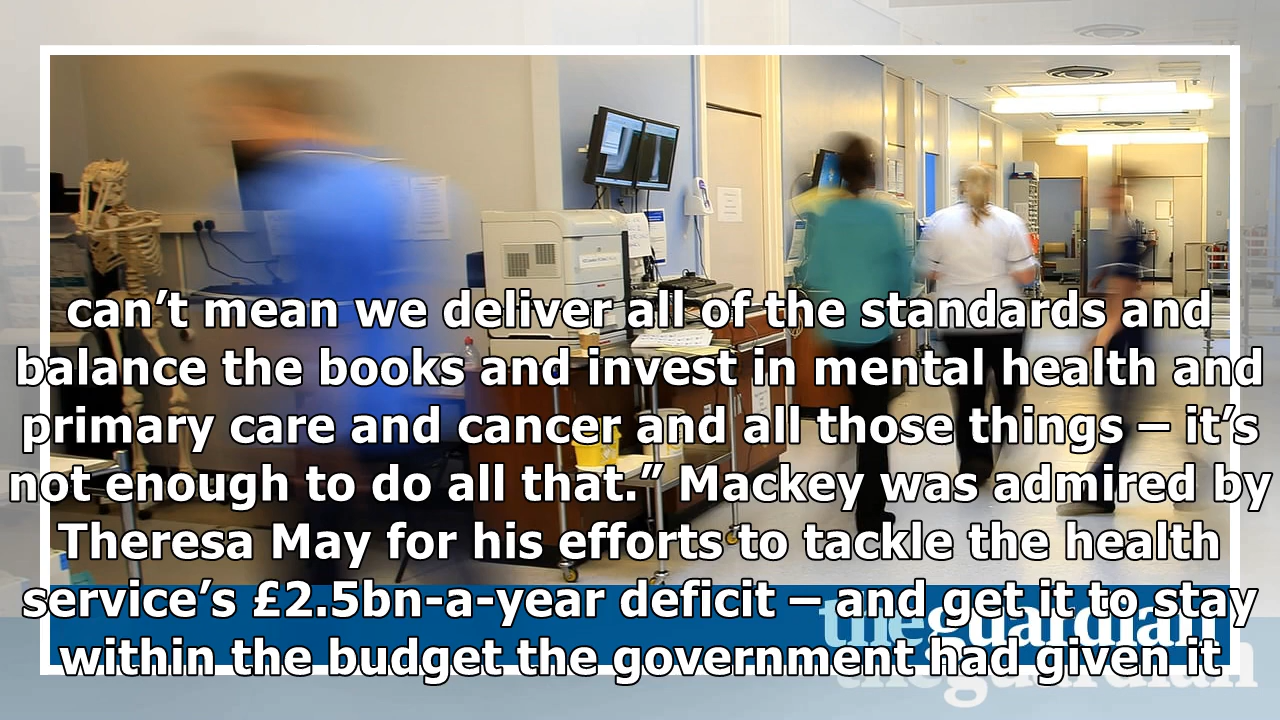 can’t mean we deliver all of the standards and
balance the books and invest in mental health and
primary care and cancer and all those things – it’s
not enough to do all that.” Mackey was admired by
Theresa May for his efforts to tackle the health
service’s £2.5bn-a-year deficit – and get it to stay
within the budget the government had given it
theguardian
theguardian